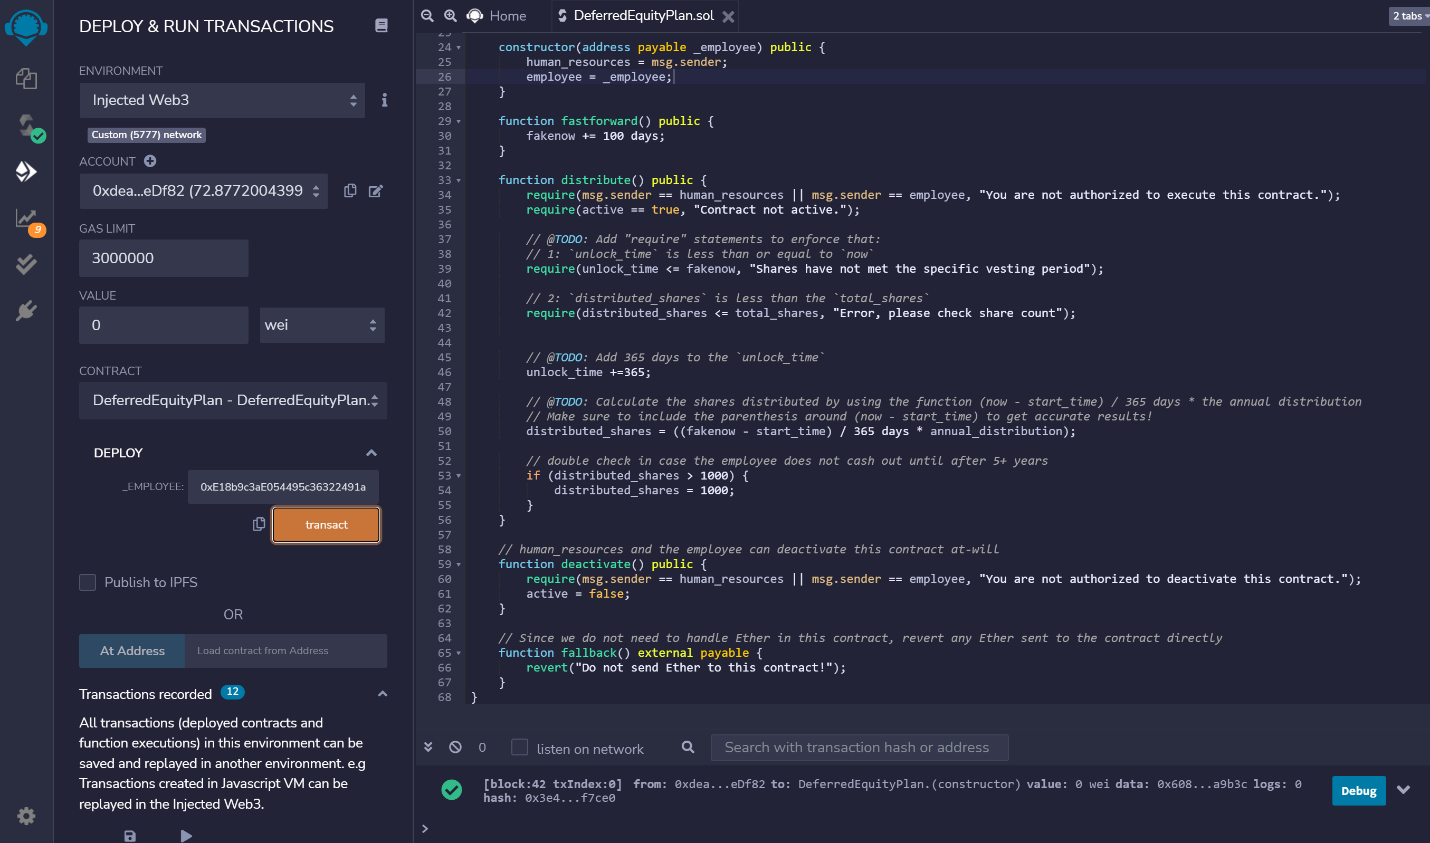 DEPLOY & RUN TRANSACTIONS
ENVIRONMENT
Injected Web3
i
Custom (5777) network
ACCOUNT
0xdea...eDf82 (72.8772004399
9
GAS LIMIT
3000000
VALUE
0
wei
CONTRACT
DeferredEquityPlan - DeferredEquityPlan.
DEPLOY
_EMPLOYEE: 0xE18b9c3aE054495c36322491a
transact
Publish to IPFS
OR
At Address Load contract from Address
Transactions recorded 12
All transactions (deployed contracts and
function executions) in this environment can be
saved and replayed in another environment. e.g
Transactions created in Javascript VM can be
replayed in the Injected Web3.
Home
DeferredEquityPlan.sol
2 tabs
24 constructor(address payable _employee) public {
25 human_resources = msg.sender;
26 employee = _employee;
27 }
28
29 function fastforward() public {
30 fakenow += 100 days;
31 }
32
33 function distribute() public {
34 require(msg.sender == human_resources || msg.sender == employee, "You are not authorized to execute this contract.");
35 require(active == true, "Contract not active.");
36
37 // @TODO: Add "require" statements to enforce that:
38 // 1: `unlock_time` is less than or equal to `now`
39 require(unlock_time <= fakenow, "Shares have not met the specific vesting period");
40
41 // 2: `distributed_shares` is less than the `total_shares`
42 require(distributed_shares <= total_shares, "Error, please check share count");
43
44
45 // @TODO: Add 365 days to the `unlock_time`
46 unlock_time +=365;
47
48 // @TODO: Calculate the shares distributed by using the function (now - start_time) / 365 days * the annual distribution
49 // Make sure to include the parenthesis around (now - start_time) to get accurate results!
50 distributed_shares = ((fakenow - start_time) / 365 days * annual_distribution);
51
52 // double check in case the employee does not cash out until after 5+ years
53 if (distributed_shares > 1000) {
54 distributed_shares = 1000;
55 }
56 }
57
58 // human_resources and the employee can deactivate this contract at-will
59 function deactivate() public {
60 require(msg.sender == human_resources || msg.sender == employee, "You are not authorized to deactivate this contract.");
61 active = false;
62 }
63
64 // Since we do not need to handle Ether in this contract, revert any Ether sent to the contract directly
65 function fallback() external payable {
66 revert("Do not send Ether to this contract!");
67 }
68 }
0 listen on network Search with transaction hash or address
[block:42 txIndex:0] from: 0xdea...eDf82 to: DeferredEquityPlan.(constructor) value: 0 wei data: 0x608...a9b3c logs: 0
hash: 0x3e4...f7ce0
Debug
>